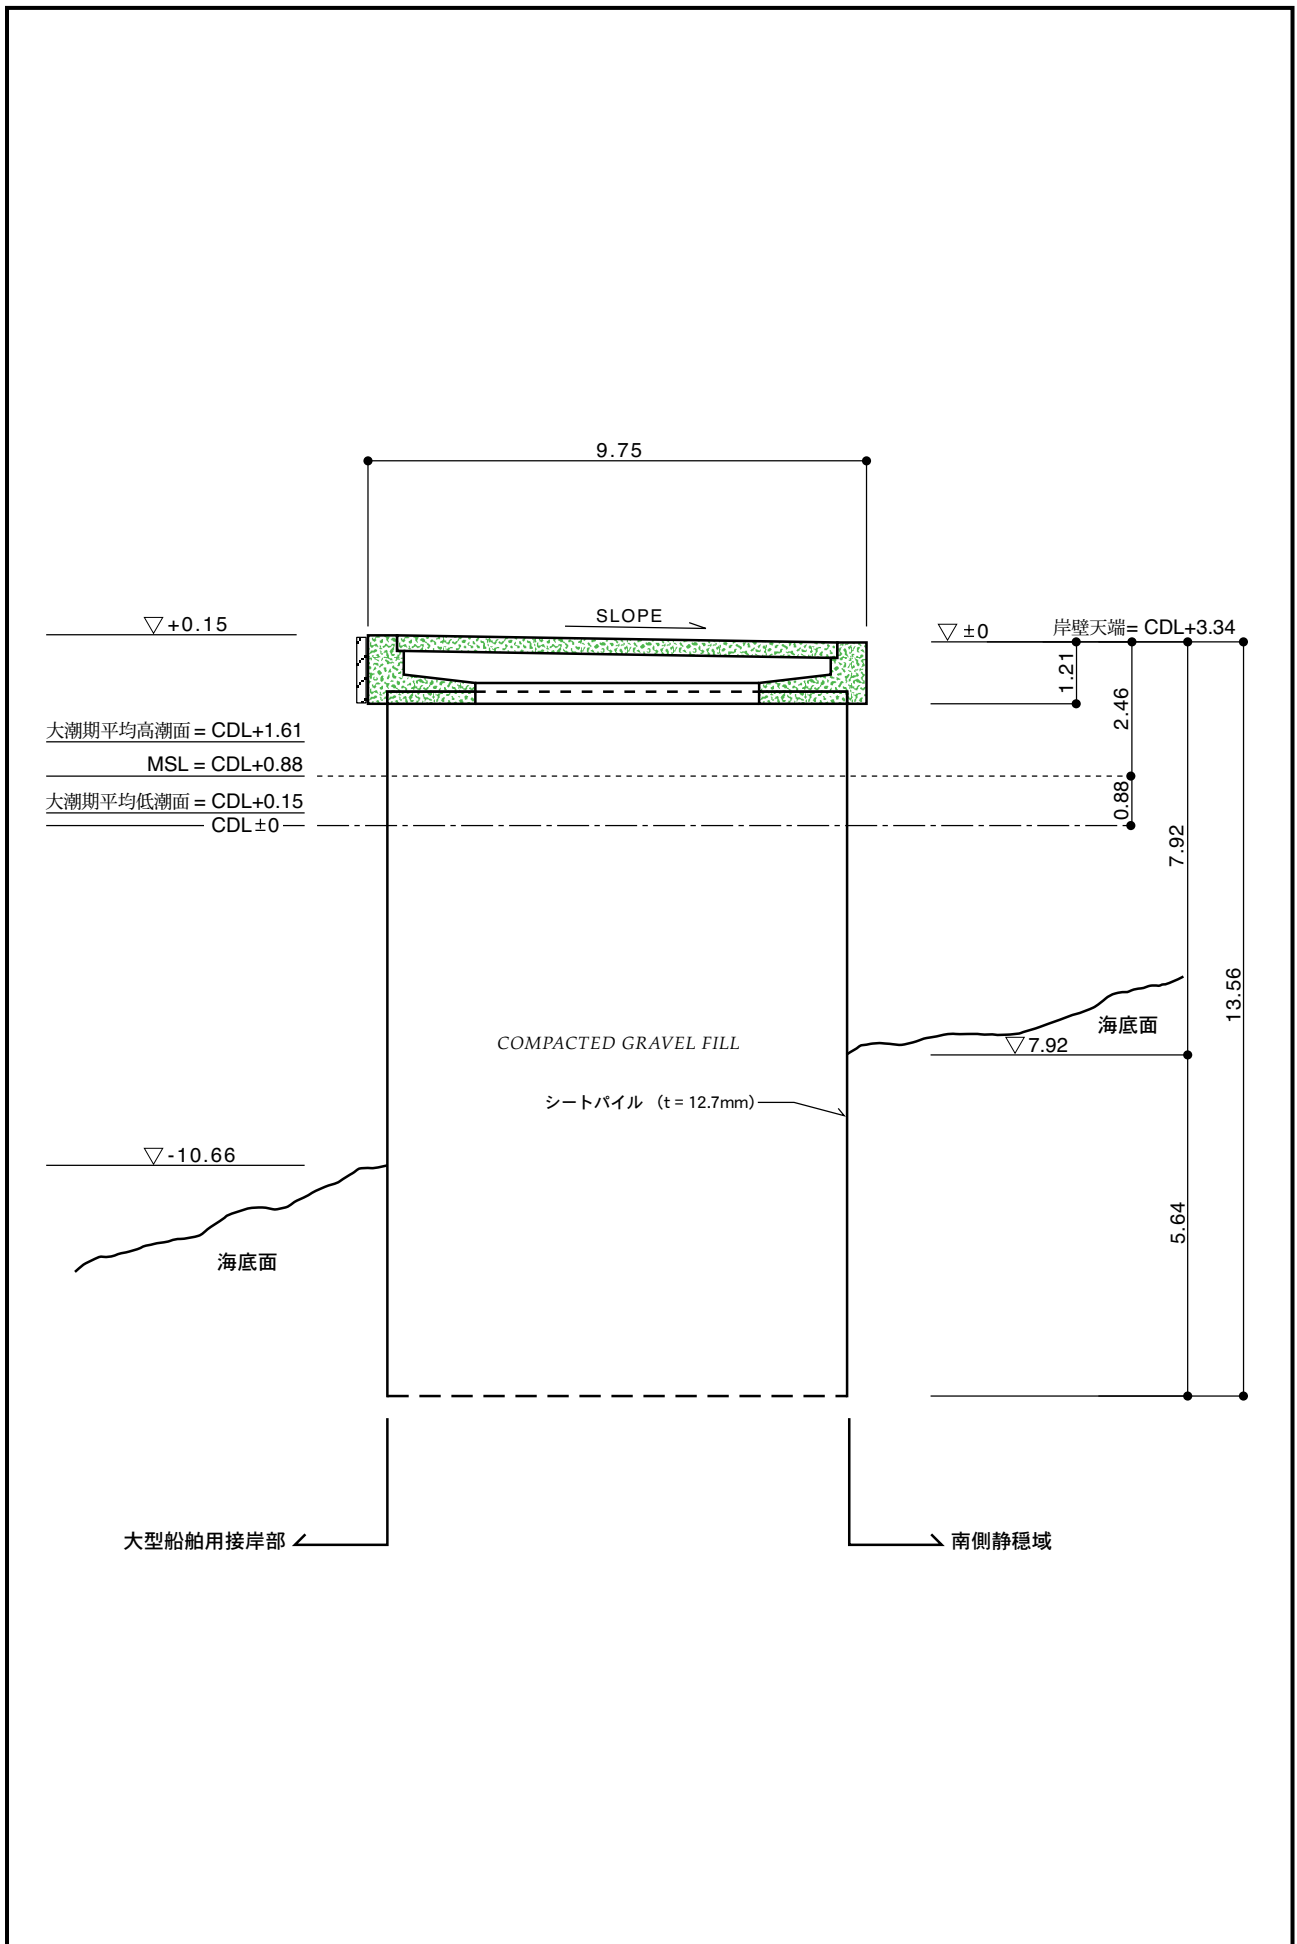 9.75
SLOPE
▽+0.15
▽±0
岸壁天端= CDL+3.34
1.21
2.46
大潮期平均高潮面 = CDL+1.61
MSL = CDL+0.88
大潮期平均低潮面 = CDL+0.15
CDL±0
0.88
7.92
13.56
海底面
COMPACTED GRAVEL FILL
▽7.92
シートパイル (t = 12.7mm)
▽-10.66
5.64
海底面
大型船舶用接岸部
南側静穏域